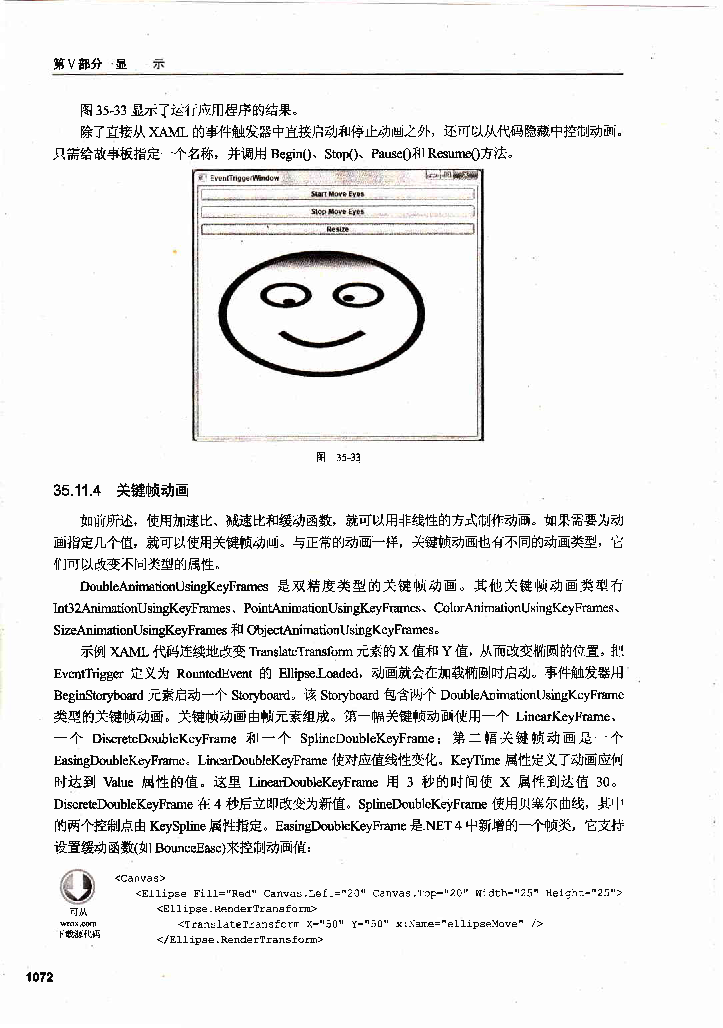 第V部分 显 示
图 35-33 显示了运行应用程序的结果。
除了直接从 XAML 的事件触发器中直接启动和停止动画之外，还可以从代码隐藏中控制动画。
只需给故事板指定一个名称，并调用 Begin()、Stop()、Pause()和 Resume()方法。
EventTriggerWindow
Start Move Eyes
Stop Move Eyes
Resize
图 35-33
35.11.4 关键帧动画
如前所述，使用加速比、减速比和缓动函数，就可以用非线性的方式制作动画。如果需要为动
画指定几个值，就可以使用关键帧动画。与正常的动画一样，关键帧动画也有不同的动画类型，它
们可以改变不同类型的属性。
DoubleAnimationUsingKeyFrames 是双精度类型的关键帧动画。其他关键帧动画类型有
Int32AnimationUsingKeyFrames、PointAnimationUsingKeyFrames、ColorAnimationUsingKeyFrames、
SizeAnimationUsingKeyFrames 和 ObjectAnimationUsingKeyFrames。
示例 XAML 代码连续地改变 TranslateTransform 元素的 X 值和 Y 值，从而改变椭圆的位置。把
EventTrigger 定义为 RountedEvent 的 Ellipse.Loaded，动画就会在加载椭圆时启动。事件触发器用
BeginStoryboard 元素启动一个 Storyboard。该 Storyboard 包含两个 DoubleAnimationUsingKeyFrame
类型的关键帧动画。关键帧动画由帧元素组成。第一幅关键帧动画使用一个 LinearKeyFrame、
一个 DiscreteDoubleKeyFrame 和一个 SplineDoubleKeyFrame；第二幅关键帧动画是一个
EasingDoubleKeyFrame。LinearDoubleKeyFrame 使对应值线性变化。KeyTime 属性定义了动画应何
时达到 Value 属性的值。这里 LinearDoubleKeyFrame 用 3 秒的时间使 X 属性到达值 30。
DiscreteDoubleKeyFrame 在 4 秒后立即改变为新值。SplineDoubleKeyFrame 使用贝塞尔曲线，其中
的两个控制点由 KeySpline 属性指定。EasingDoubleKeyFrame 是.NET 4 中新增的一个帧类，它支持
设置缓动函数(如 BounceEase)来控制动画值：
<Canvas>
<Ellipse Fill="Red" Canvas.Left="20" Canvas.Top="20" Width="25" Height="25">
可从
<Ellipse.RenderTransform>
wrox.com
<TranslateTransform X="50" Y="50" x:Name="ellipseMove" />
下载源代码
</Ellipse.RenderTransform>
1072